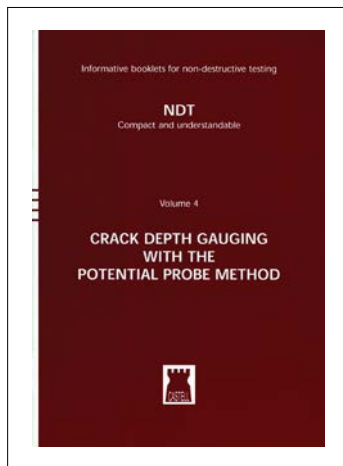 Informative booklets for non-destructive testing
NDT
Compact and understandable
Volume 4
CRACK DEPTH GAUGING
WITH THE
POTENTIAL PROBE METHOD
CASTELL